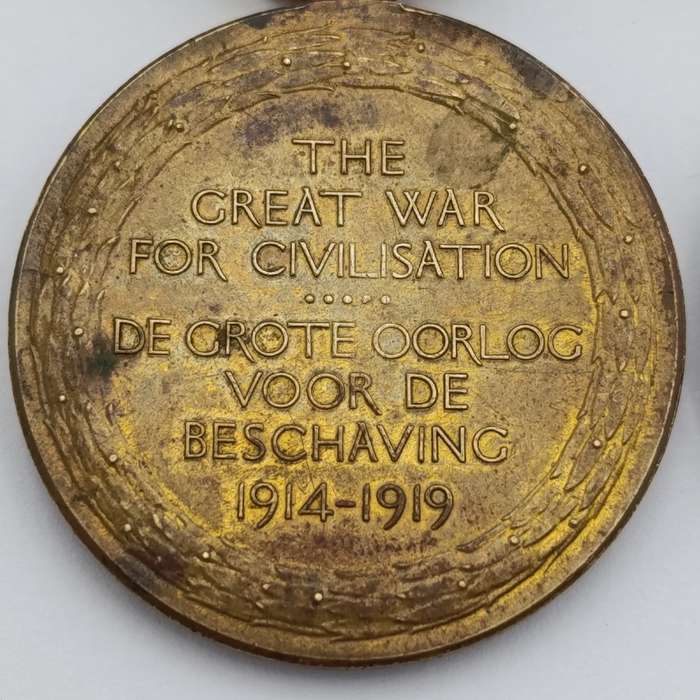 THE
GREAT WAR
FOR CIVILISATION
DE GROTE OORLOG
VOOR DE
BESCHAVING
1914-1919